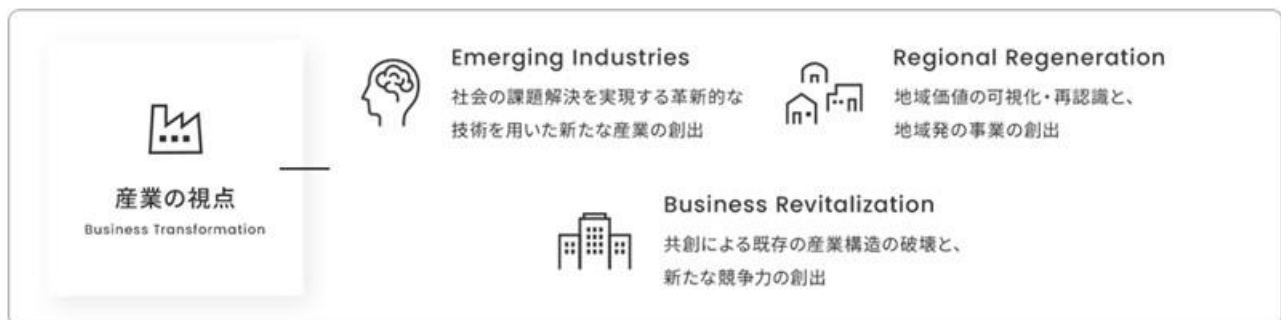 産業の視点
Business Transformation
Emerging Industries
社会の課題解決を実現する革新的な
技術を用いた新たな産業の創出
Regional Regeneration
地域価値の可視化・再認識と、
地域発の事業の創出
Business Revitalization
共創による既存の産業構造の破壊と、
新たな競争力の創出